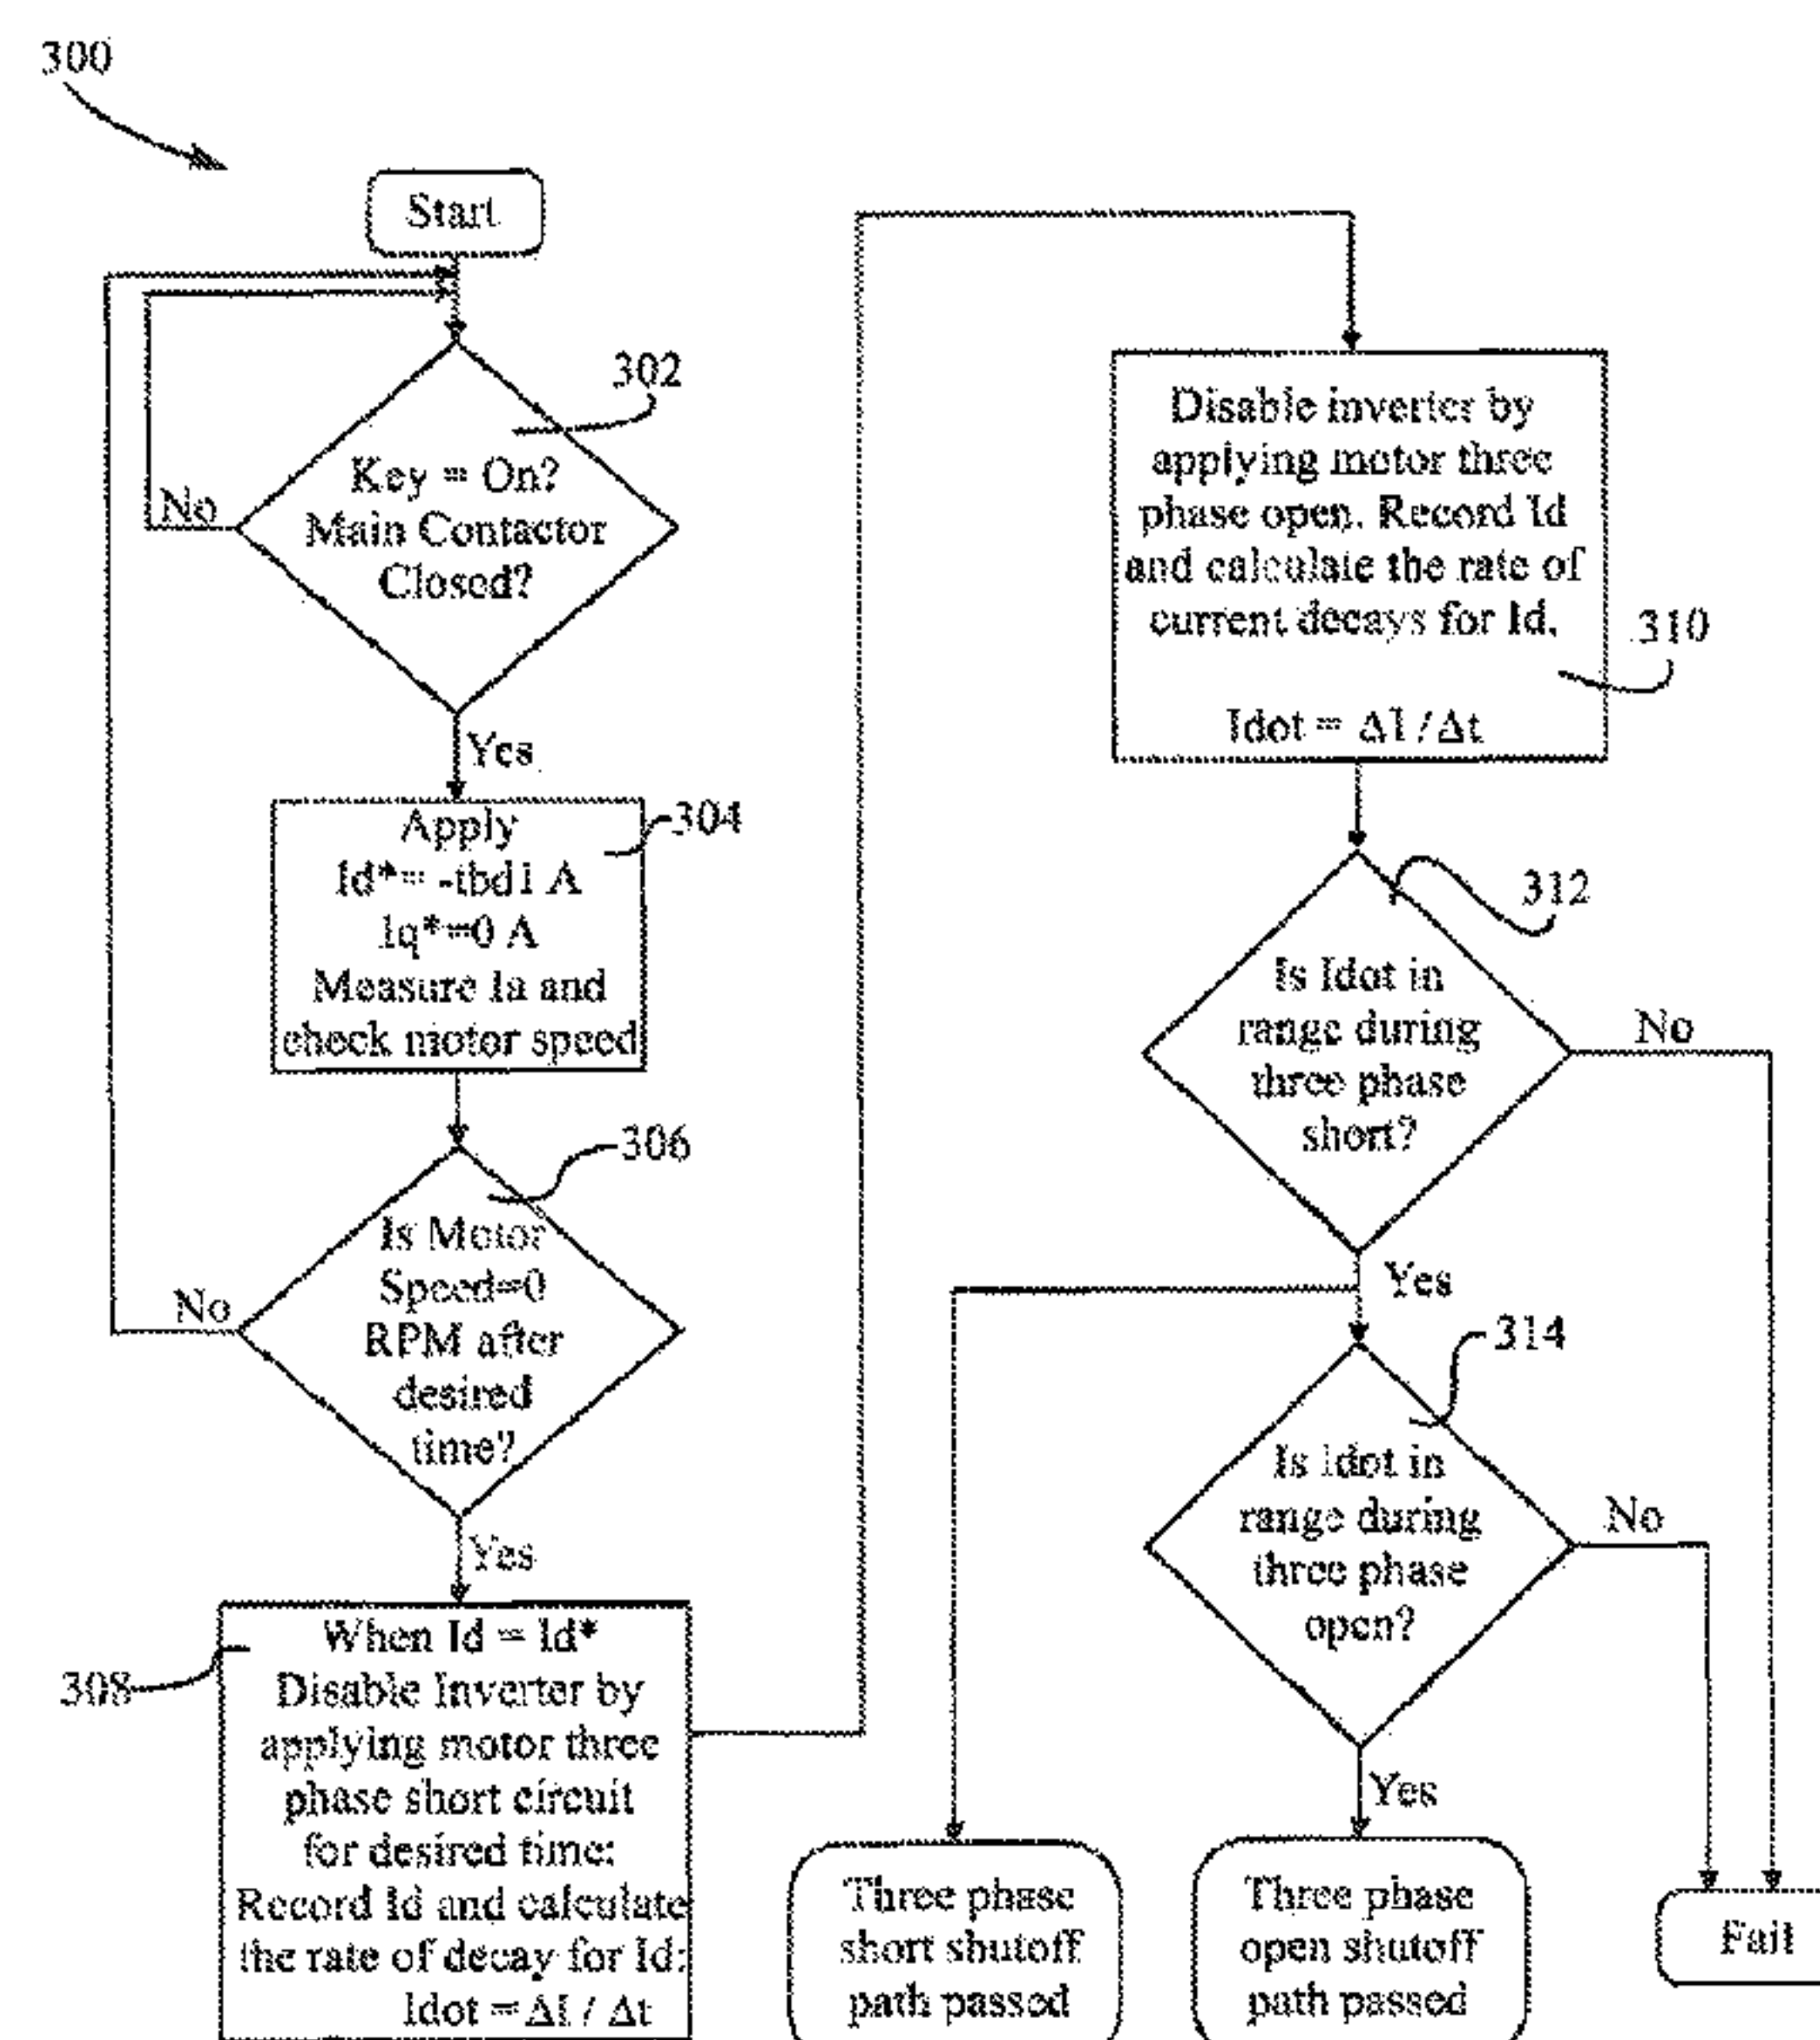 300
Start
302
Key = On?
Main Contactor
Closed?
No
Yes
304
Apply
Id*= -tbd1 A
Iq*=0 A
Measure Ia and
check motor speed
306
Is Motor
Speed=0
RPM after
desired
time?
No
Yes
308
When Id = Id*
Disable Inverter by
applying motor three
phase short circuit
for desired time:
Record Id and calculate
the rate of decay for Id:
Idot = ΔI / Δt
Disable inverter by
applying motor three
phase open. Record Id
and calculate the rate of
current decays for Id.
310
Idot = ΔI / Δt
312
Is Idot in
range during
three phase
short?
No
Yes
314
Is Idot in
range during
three phase
open?
No
Yes
Three phase
short shutoff
path passed
Three phase
open shutoff
path passed
Fail